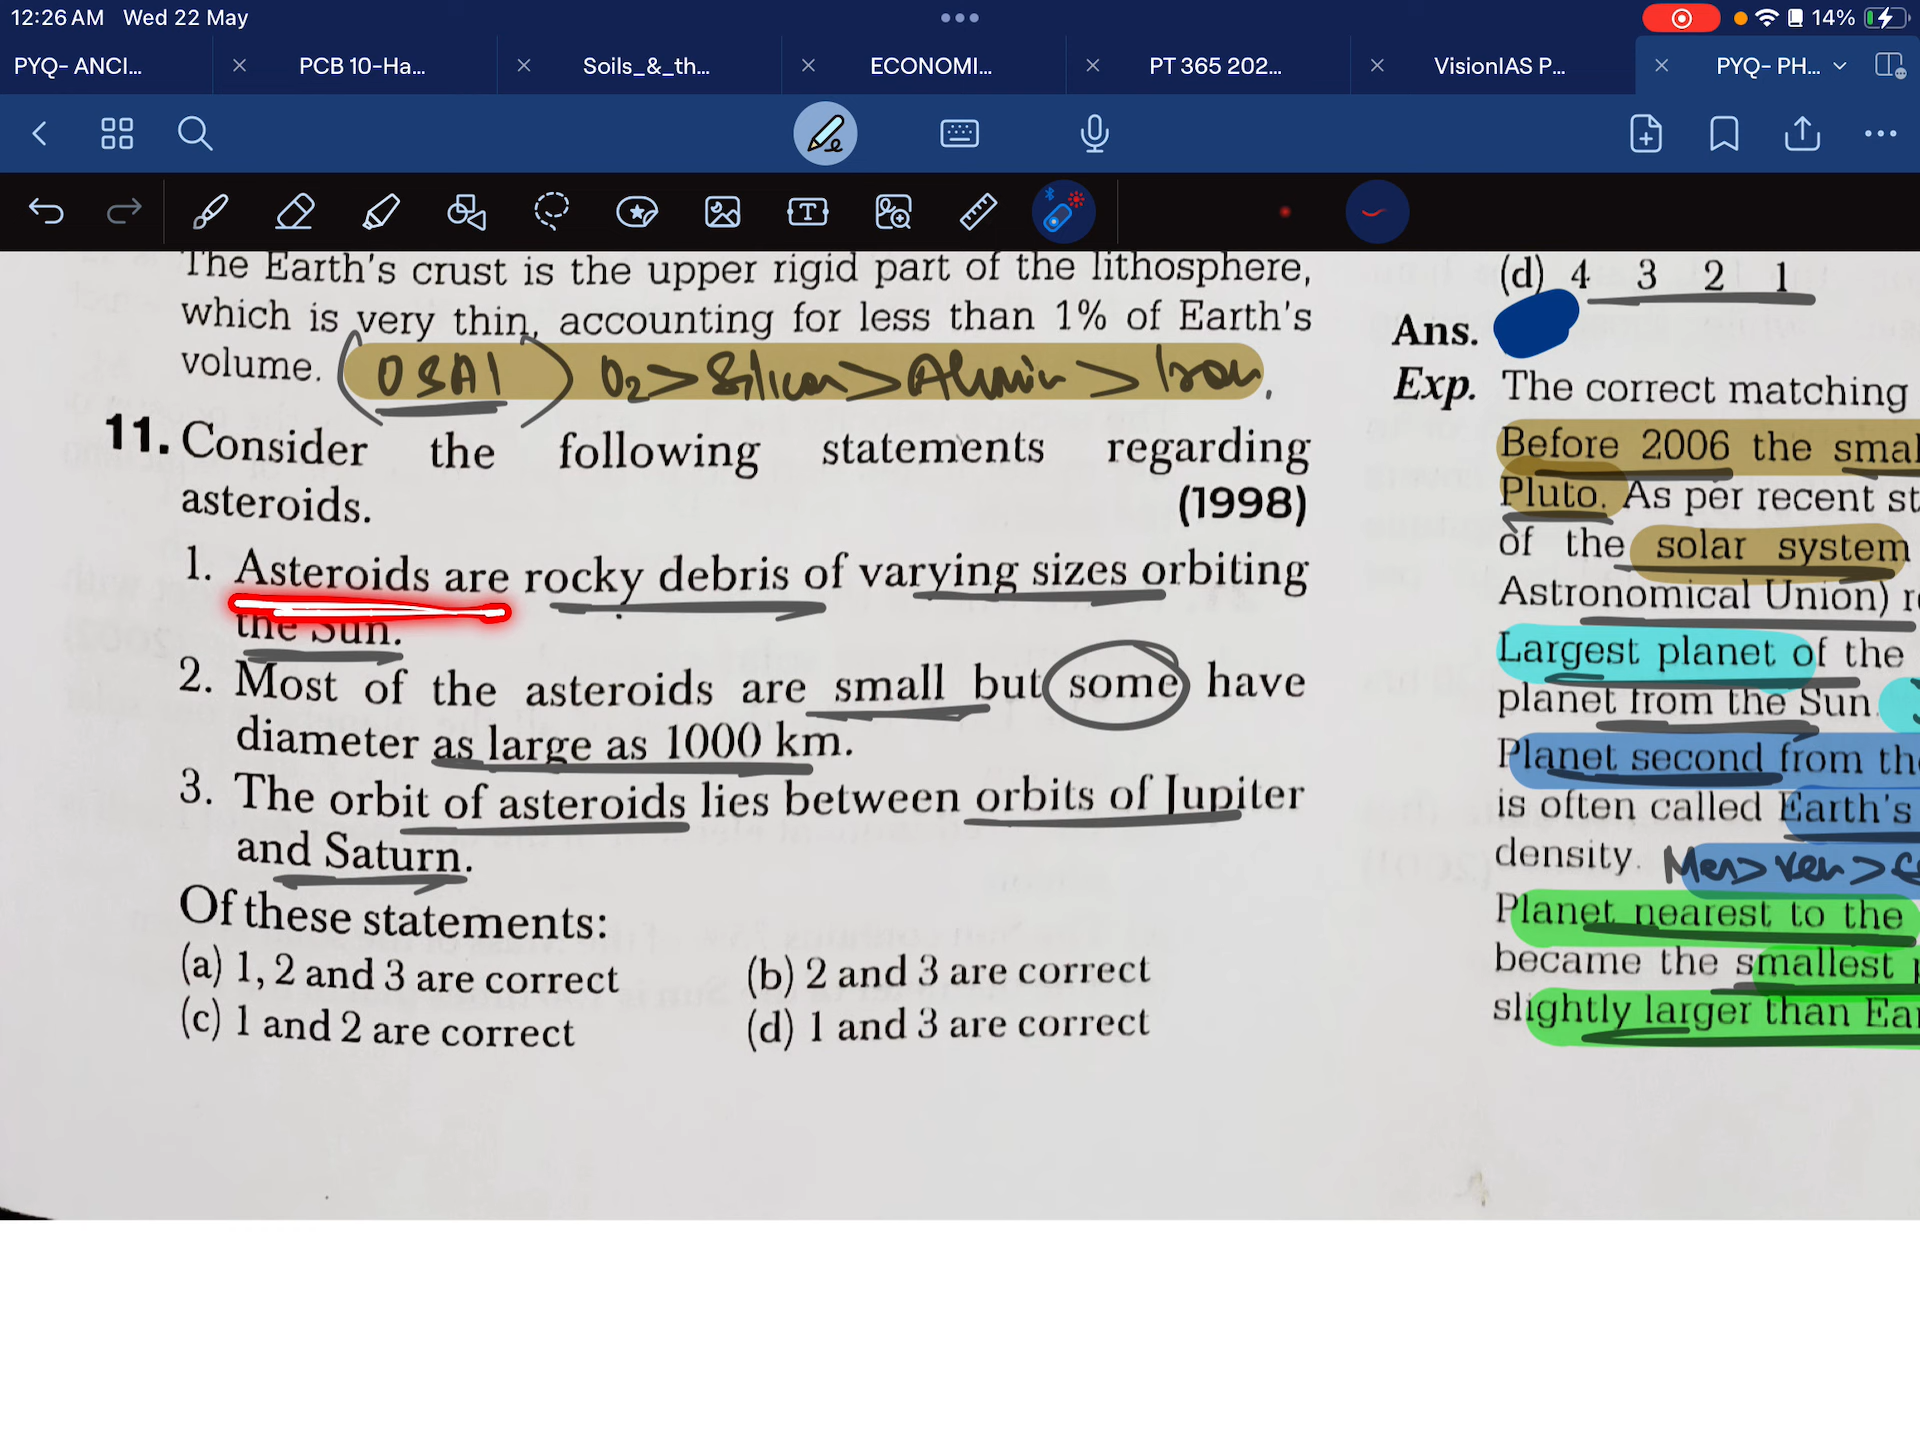 12:26 AM Wed 22 May
14%
PYQ- ANCI...
PCB 10-Ha...
Soils_&_th...
ECONOMI...
PT 365 202...
VisionIAS P...
PYQ- PH...
The Earth's crust is the upper rigid part of the lithosphere,
which is very thin, accounting for less than 1% of Earth's
volume. (OSAI) O2 > Silicon > Alumin > Iron.
11. Consider the following statements regarding
asteroids. (1998)
1. Asteroids are rocky debris of varying sizes orbiting
the Sun.
2. Most of the asteroids are small but some have
diameter as large as 1000 km.
3. The orbit of asteroids lies between orbits of Jupiter
and Saturn.
Of these statements:
(a) 1, 2 and 3 are correct (b) 2 and 3 are correct
(c) 1 and 2 are correct (d) 1 and 3 are correct
(d) 4 3 2 1
Ans.
Exp. The correct matching
Before 2006 the smal
Pluto. As per recent st
of the solar system
Astronomical Union) r
Largest planet of the
planet from the Sun.
Planet second from th
is often called Earth's
density. Mer > Ven >
Planet nearest to the
became the smallest
slightly larger than Ear